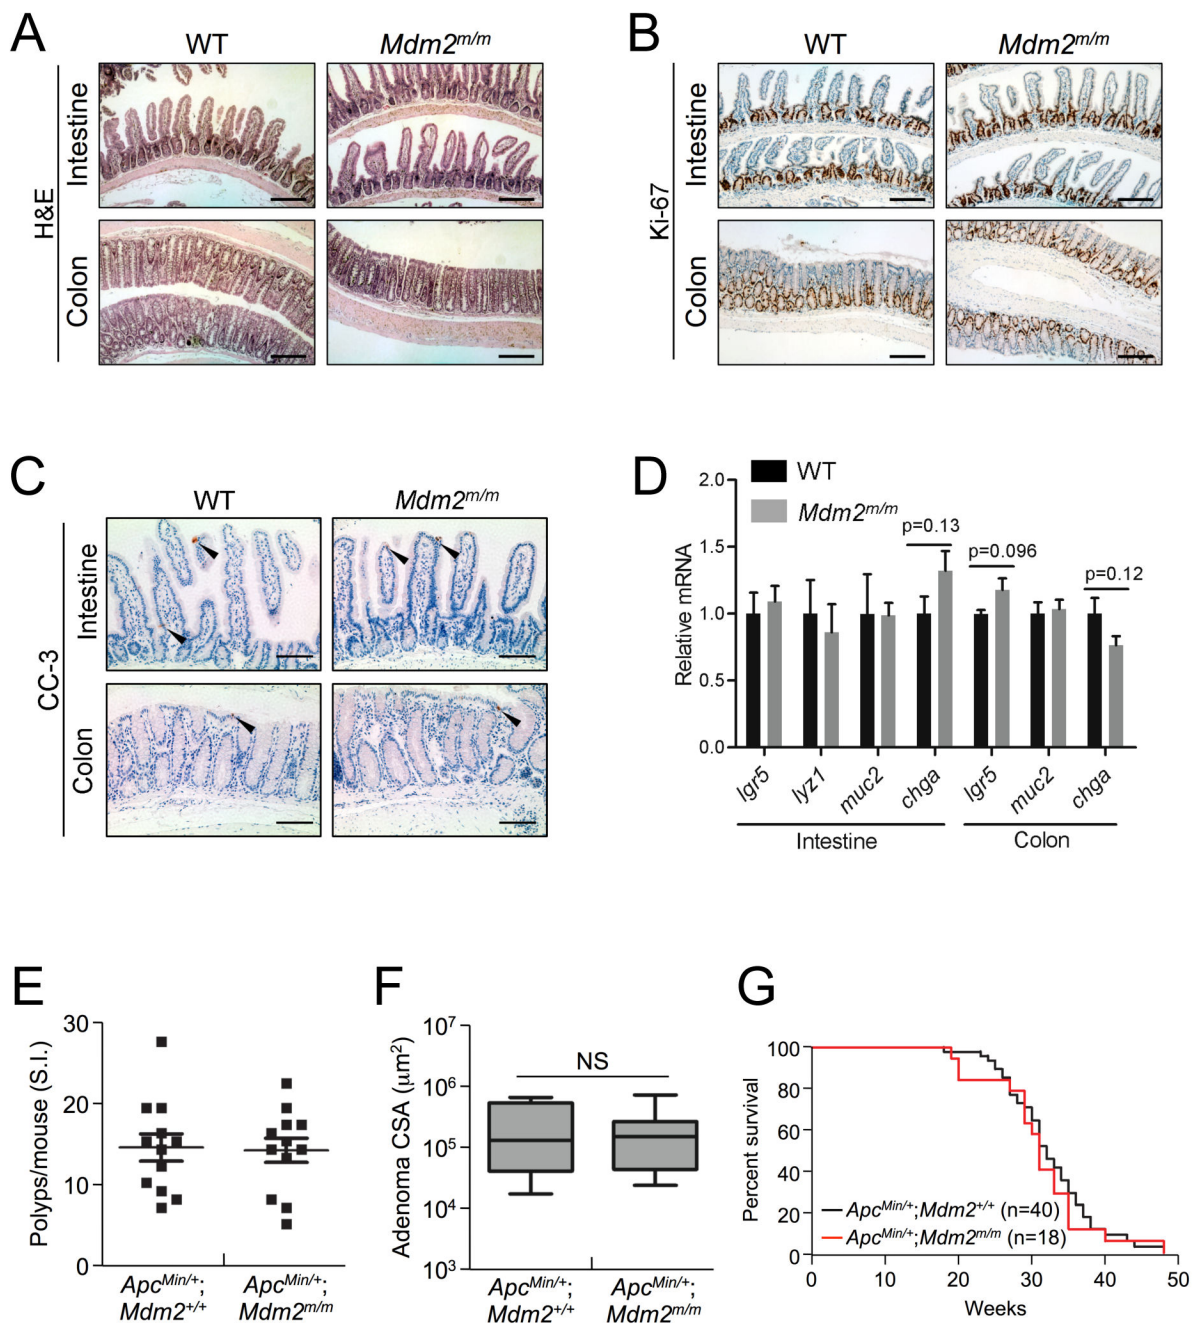 A
WT
Mdm2m/m
H&E
Intestine
Colon
B
WT
Mdm2m/m
Ki-67
Intestine
Colon
C
WT
Mdm2m/m
CC-3
Intestine
Colon
D
WT
Mdm2m/m
Relative mRNA
2.0
1.5
1.0
0.5
0.0
p=0.13
p=0.096
p=0.12
lgr5 lyz1 muc2 chga lgr5 muc2 chga
Intestine Colon
E
Polyps/mouse (S.I.)
30
20
10
0
ApcMin/+; ApcMin/+;
Mdm2+/+ Mdm2m/m
F
Adenoma CSA (μm²)
10⁷
10⁶
10⁵
10⁴
10³
NS
ApcMin/+; ApcMin/+;
Mdm2+/+ Mdm2m/m
G
Percent survival
100
80
60
40
20
0
ApcMin/+;Mdm2+/+ (n=40)
ApcMin/+;Mdm2m/m (n=18)
0 10 20 30 40 50
Weeks